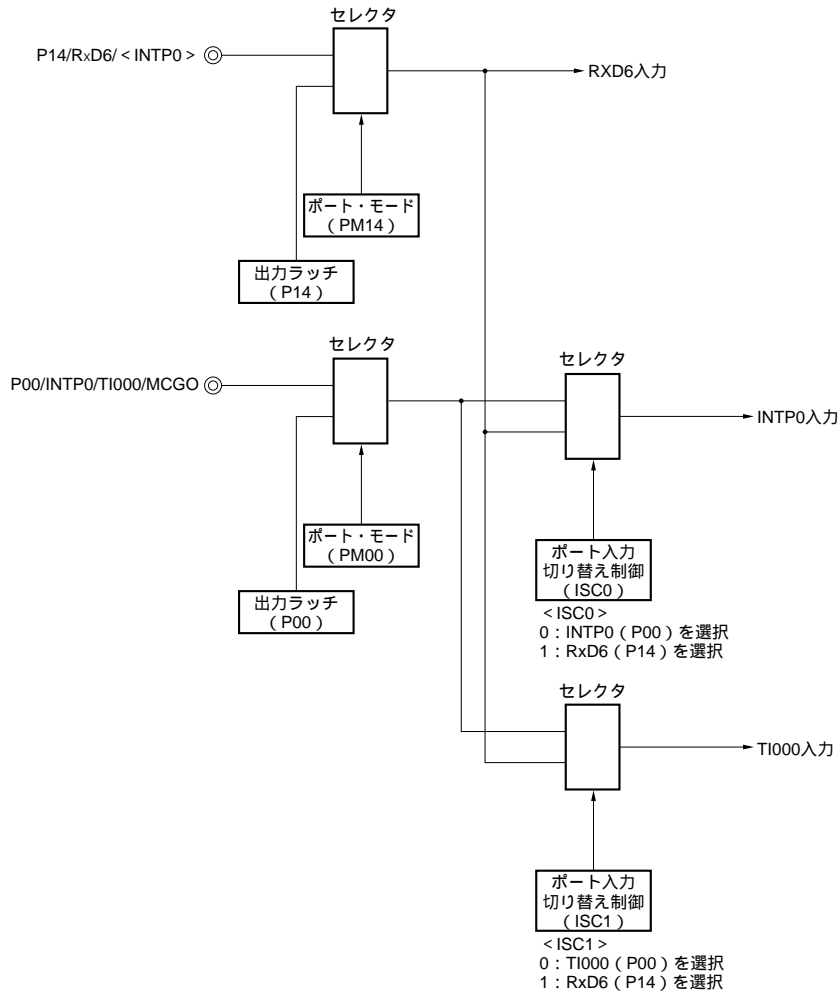 セレクタ
P14/RxD6/＜INTP0＞
RXD6入力
ポート・モード
（PM14）
出力ラッチ
（P14）
セレクタ
セレクタ
P00/INTP0/TI000/MCGO
INTP0入力
ポート・モード
（PM00）
ポート入力
切り替え制御
（ISC0）
出力ラッチ
（P00）
＜ISC0＞
0：INTP0（P00）を選択
1：RxD6（P14）を選択
セレクタ
TI000入力
ポート入力
切り替え制御
（ISC1）
＜ISC1＞
0：TI000（P00）を選択
1：RxD6（P14）を選択